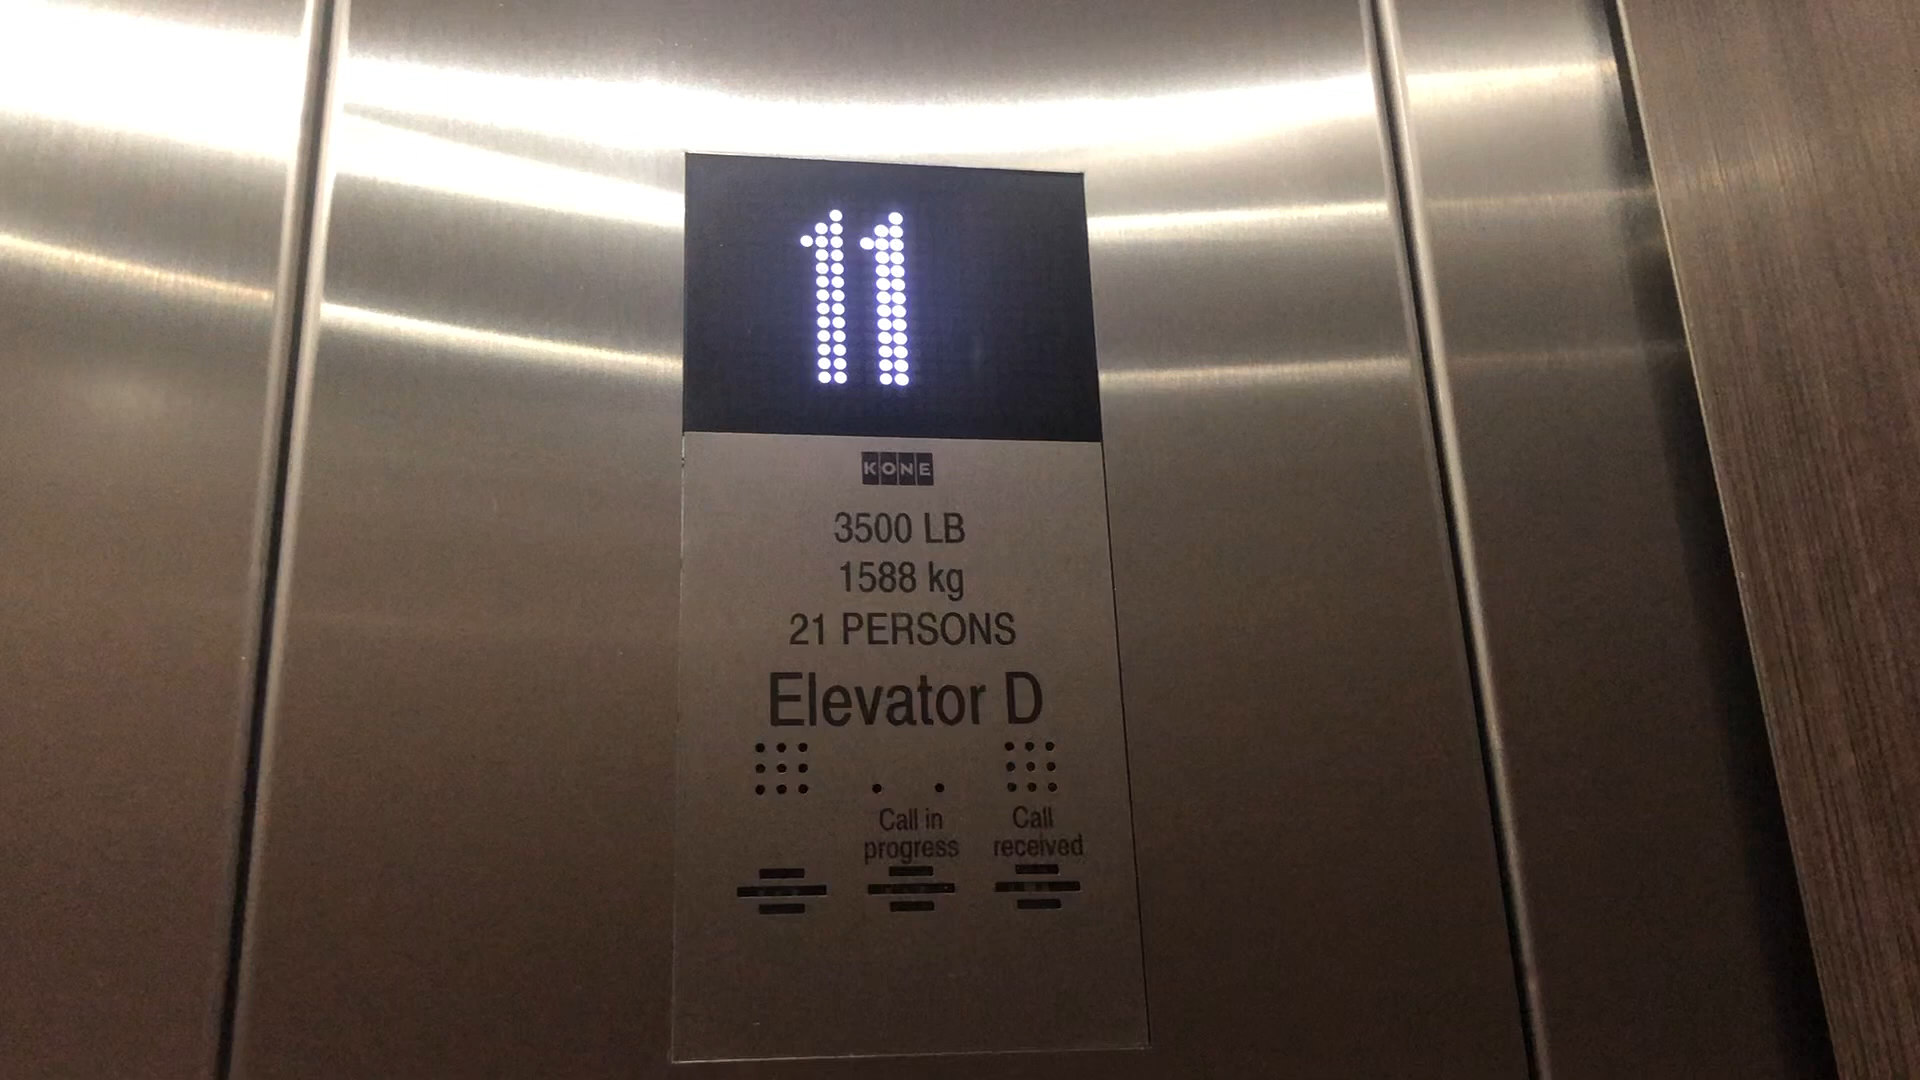 11
KONE
3500 LB
1588 kg
21 PERSONS
Elevator D
Call in
progress
Call
received